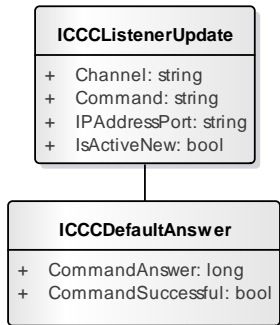 ICCCListenerUpdate
+ Channel: string
+ Command: string
+ IPAddressPort: string
+ IsActiveNew: bool
ICCCDefaultAnswer
+ CommandAnswer: long
+ CommandSuccessful: bool